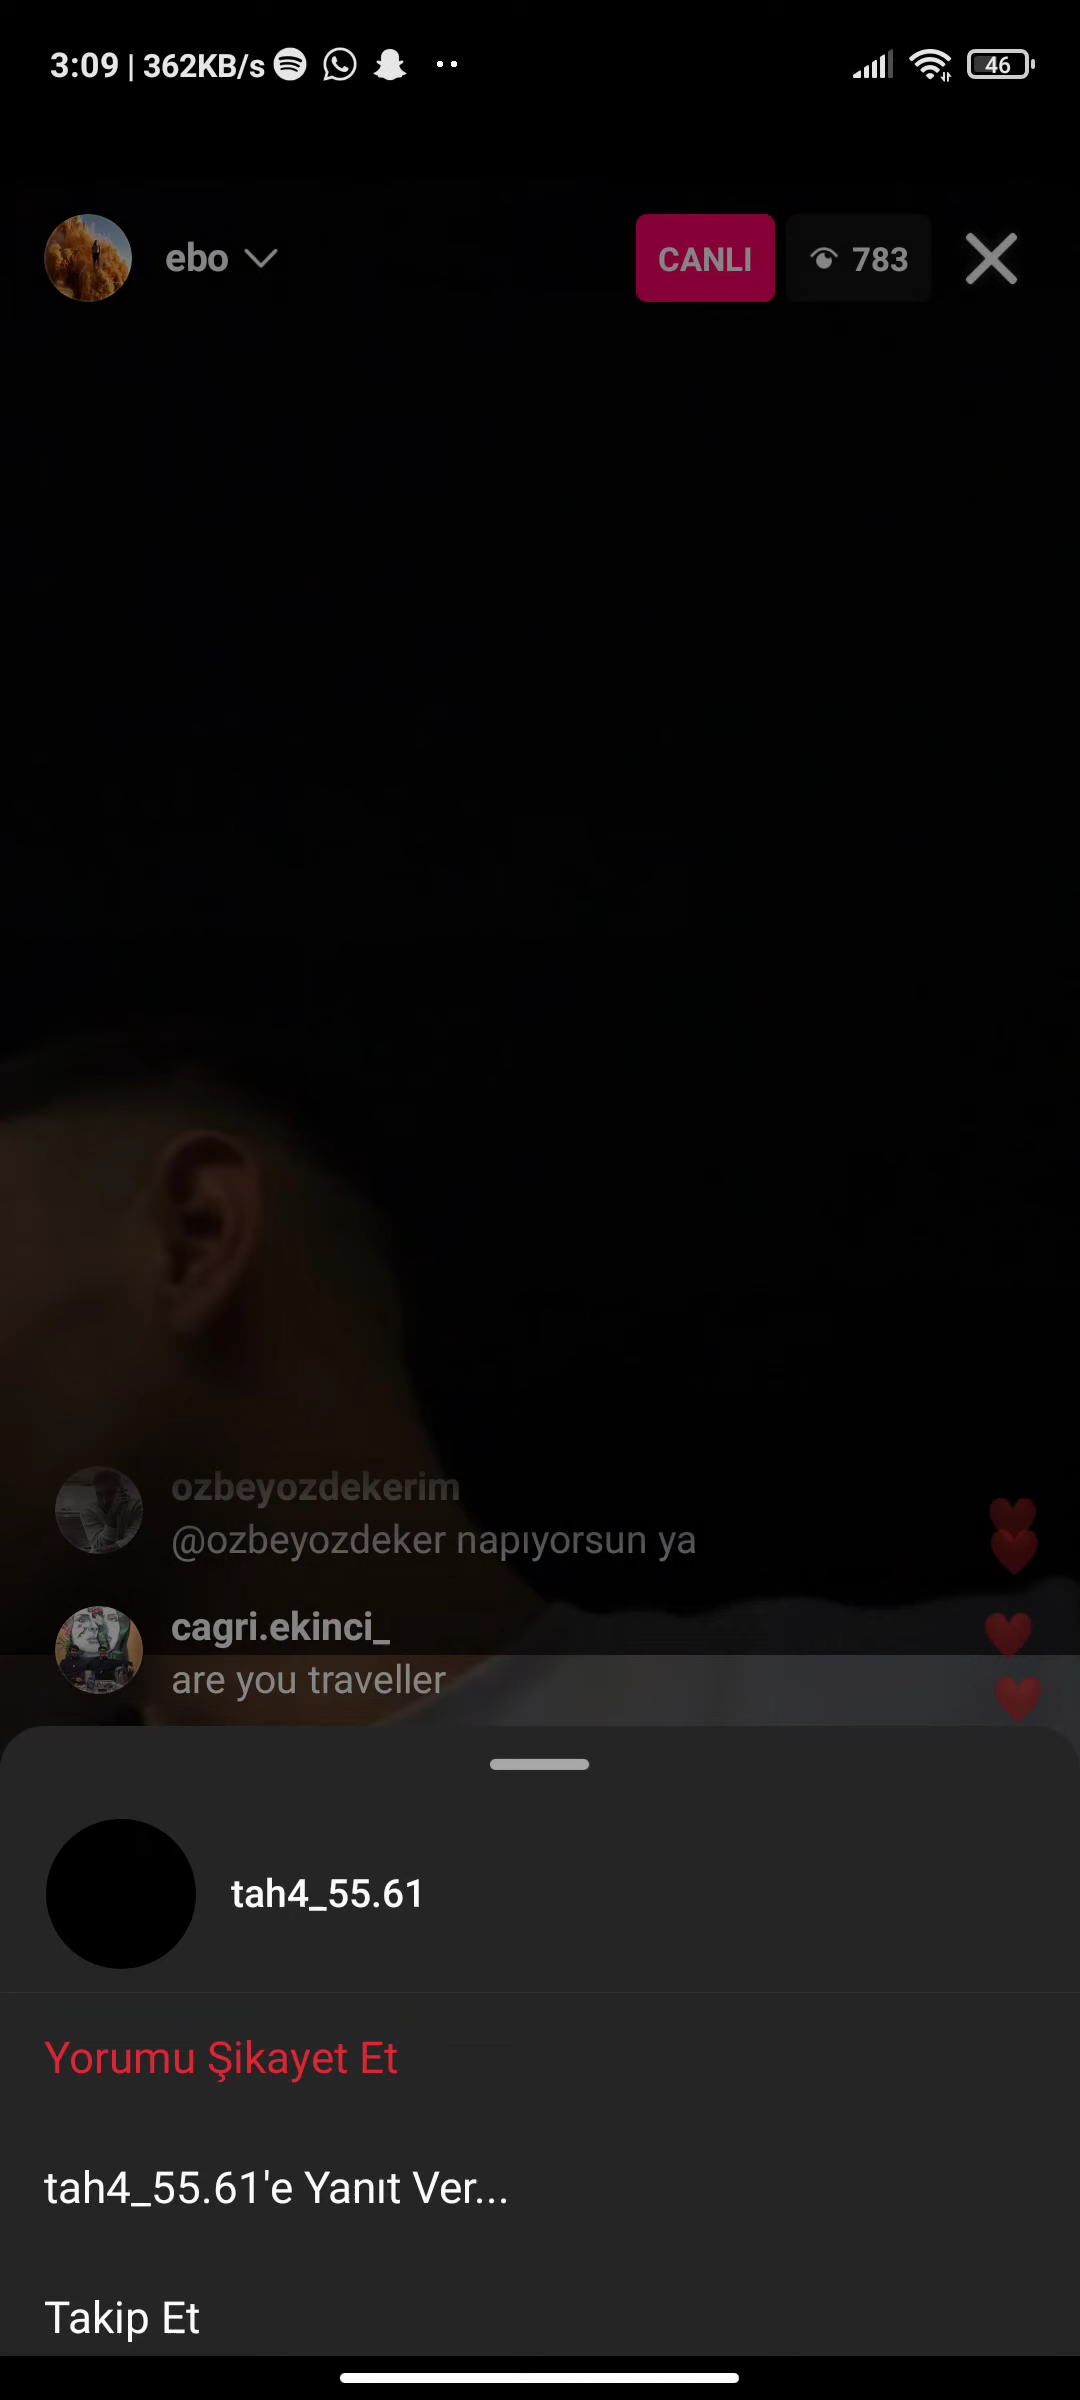 3:09 | 362KB/s
46
ebo
CANLI
783
ozbeyozdekerim
@ozbeyozdeker napıyorsun ya
cagri.ekinci_
are you traveller
tah4_55.61
Yorumu Şikayet Et
tah4_55.61'e Yanıt Ver...
Takip Et